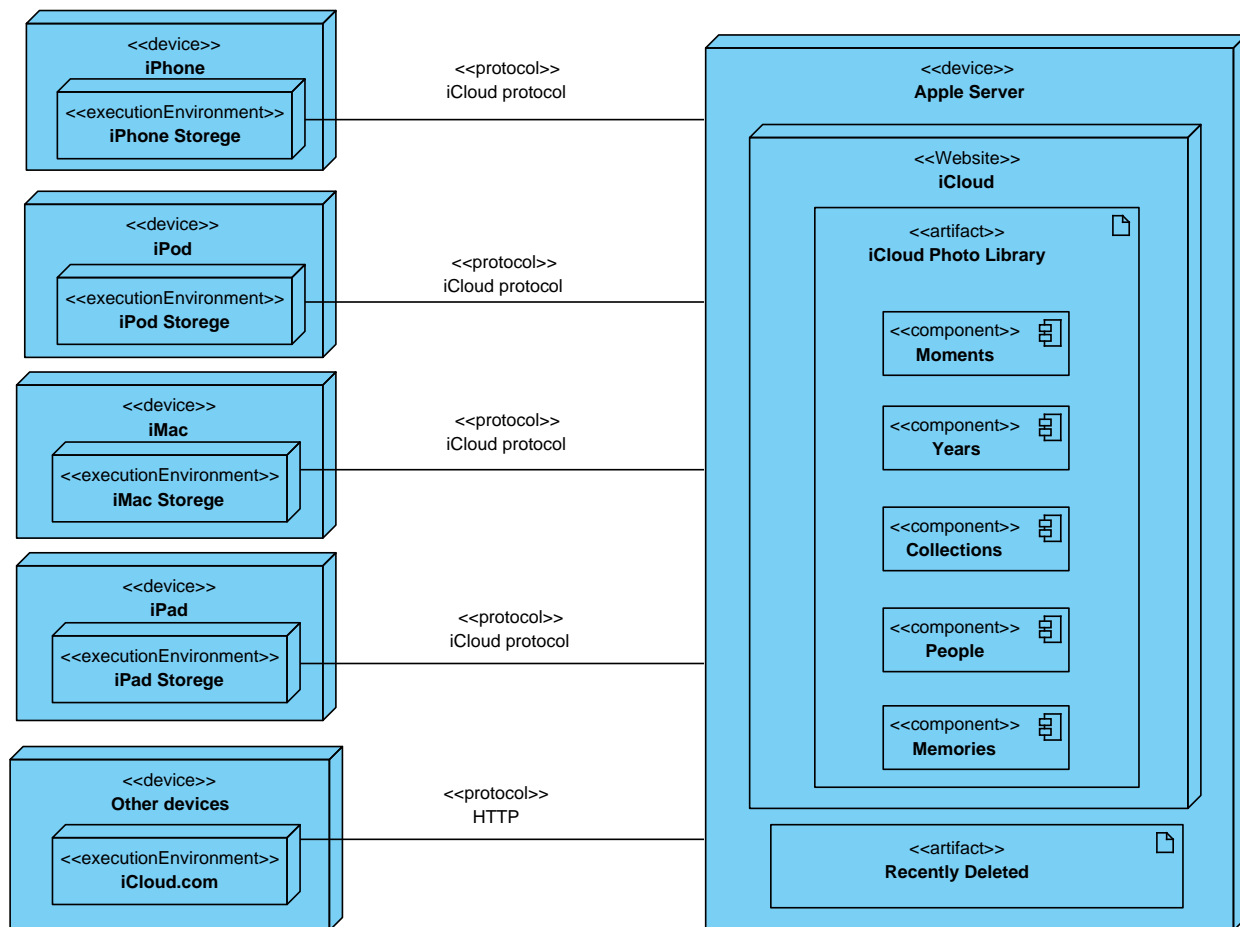 <<device>>
iPhone
<<executionEnvironment>>
iPhone Storege
<<protocol>>
iCloud protocol
<<device>>
iPod
<<executionEnvironment>>
iPod Storege
<<protocol>>
iCloud protocol
<<device>>
iMac
<<executionEnvironment>>
iMac Storege
<<protocol>>
iCloud protocol
<<device>>
iPad
<<executionEnvironment>>
iPad Storege
<<protocol>>
iCloud protocol
<<device>>
Other devices
<<executionEnvironment>>
iCloud.com
<<protocol>>
HTTP
<<device>>
Apple Server
<<Website>>
iCloud
<<artifact>>
iCloud Photo Library
<<component>>
Moments
<<component>>
Years
<<component>>
Collections
<<component>>
People
<<component>>
Memories
<<artifact>>
Recently Deleted